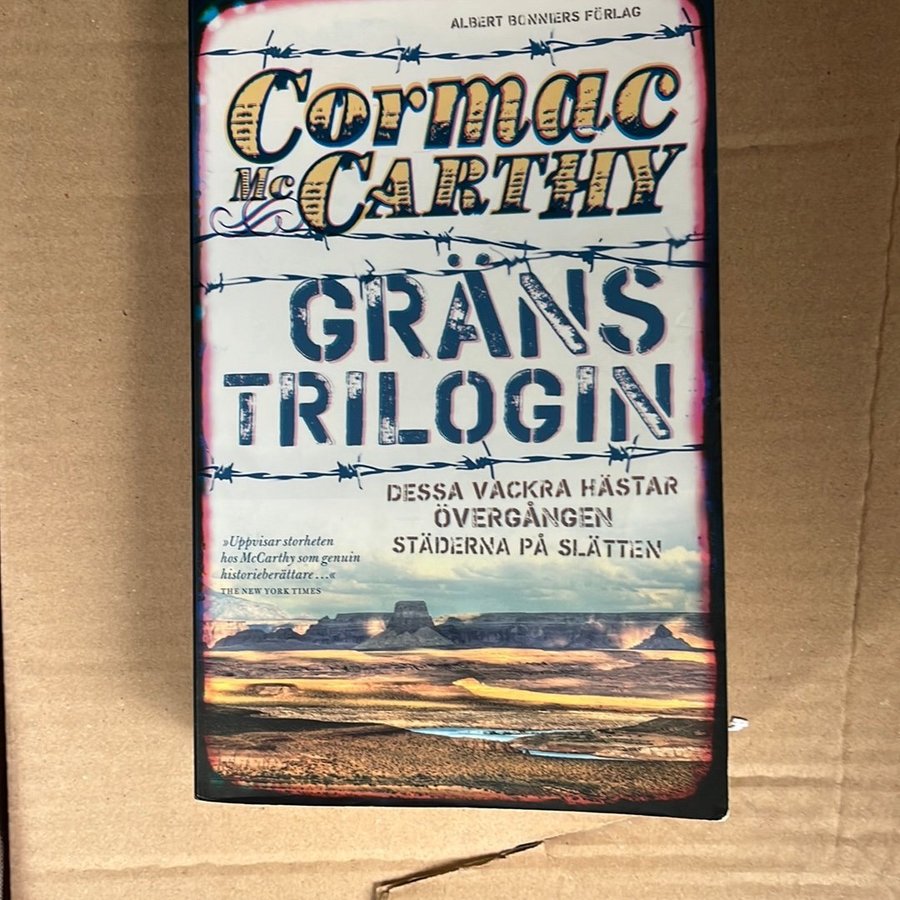 ALBERT BONNIERS FÖRLAG
Cormac
McCARTHY
GRÄNS
TRILOGIN
DESSA VACKRA HÄSTAR
ÖVERGÅNGEN
STÄDERNA PÅ SLÄTTEN
»Uppvisar storheten
hos McCarthy som genuin
historieberättare...«
THE NEW YORK TIMES